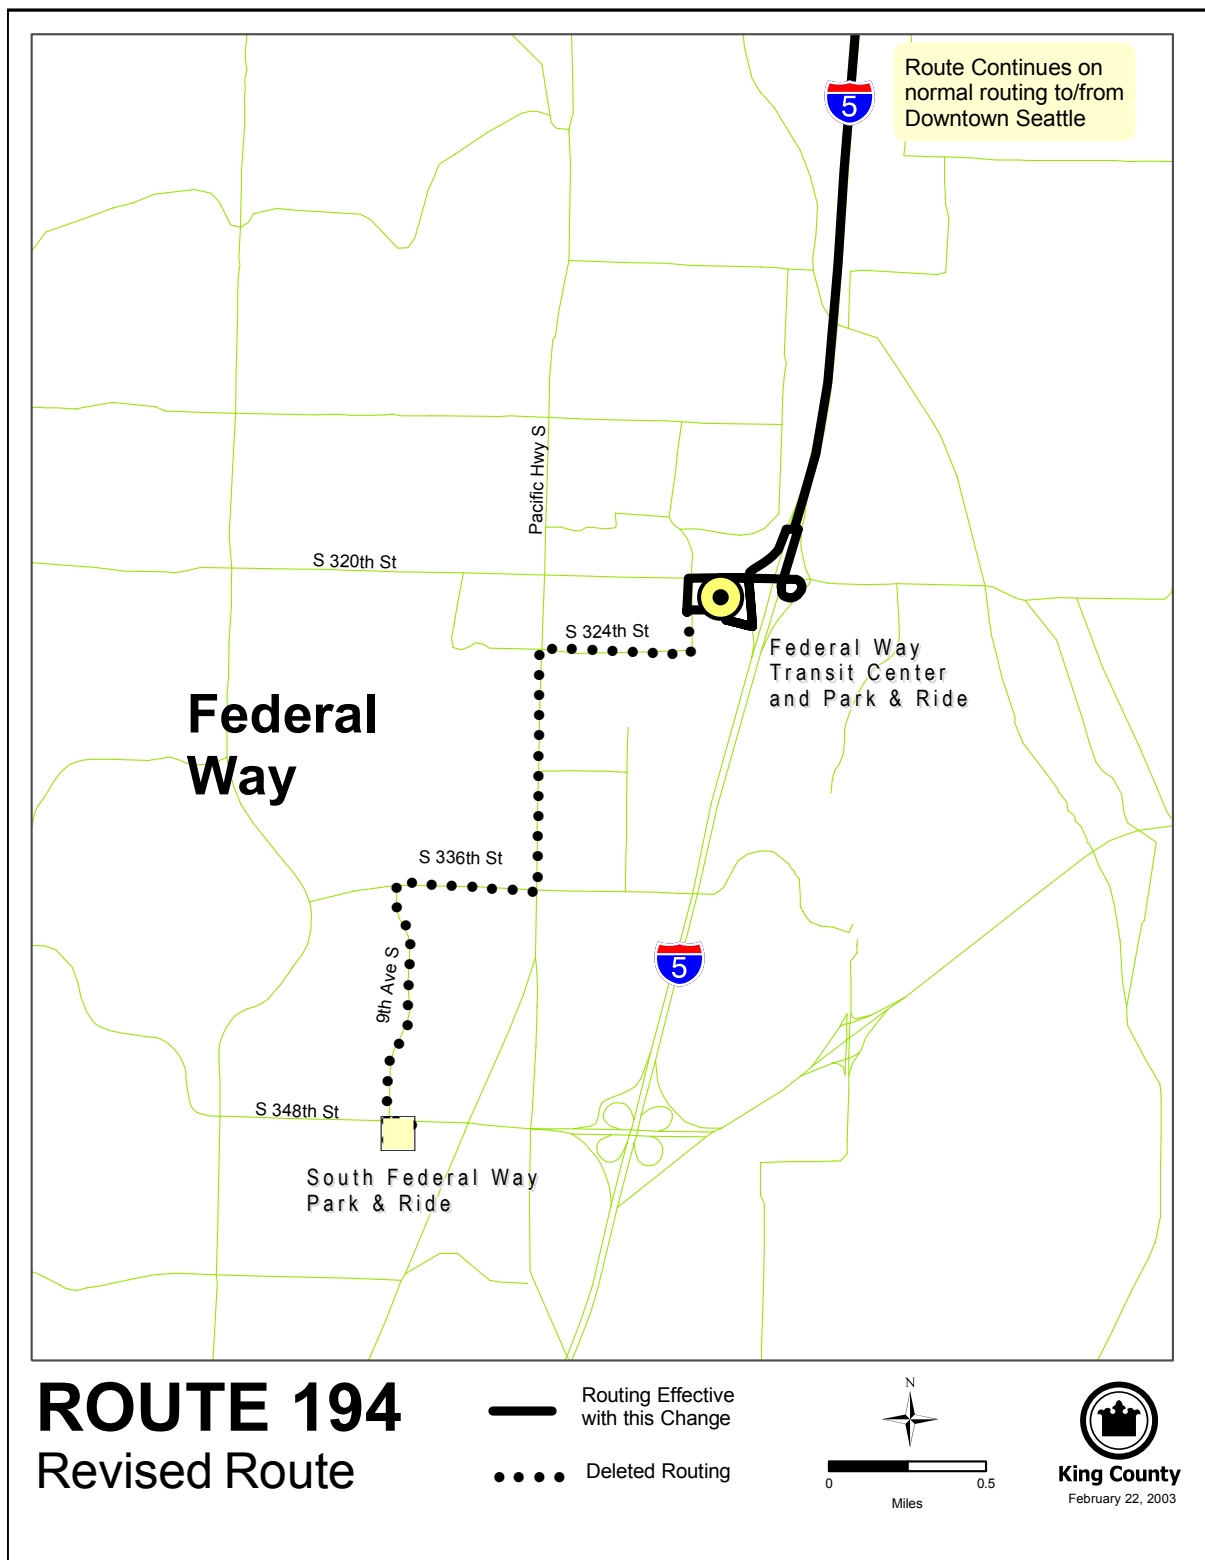 Route Continues on
normal routing to/from
Downtown Seattle
5
Pacific Hwy S
S 320th St
S 324th St
Federal Way
Transit Center
and Park & Ride
Federal
Way
S 336th St
9th Ave S
5
S 348th St
South Federal Way
Park & Ride
ROUTE 194
Revised Route
Routing Effective
with this Change
Deleted Routing
N
0 0.5
Miles
King County
February 22, 2003